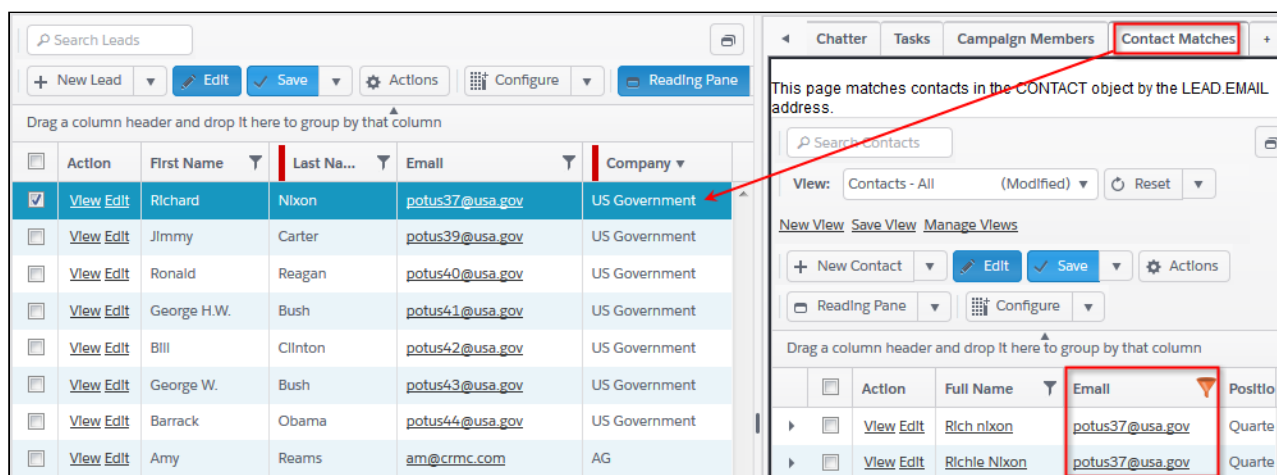 Search Leads
New Lead Edit Save Actions Configure Reading Pane
Drag a column header and drop it here to group by that column
Action First Name Last Na... Email Company
View Edit Richard Nixon potus37@usa.gov US Government
View Edit Jimmy Carter potus39@usa.gov US Government
View Edit Ronald Reagan potus40@usa.gov US Government
View Edit George H.W. Bush potus41@usa.gov US Government
View Edit Bill Clinton potus42@usa.gov US Government
View Edit George W. Bush potus43@usa.gov US Government
View Edit Barrack Obama potus44@usa.gov US Government
View Edit Amy Reams am@crmc.com AG
Chatter Tasks Campaign Members Contact Matches +
This page matches contacts in the CONTACT object by the LEAD.EMAIL
address.
Search Contacts
View: Contacts - All (Modified) Reset
New View Save View Manage Views
+ New Contact Edit Save Actions
Reading Pane Configure
Drag a column header and drop it here to group by that column
Action Full Name Email Positio
View Edit Rich nixon potus37@usa.gov Quarte
View Edit Richie Nixon potus37@usa.gov Quarte